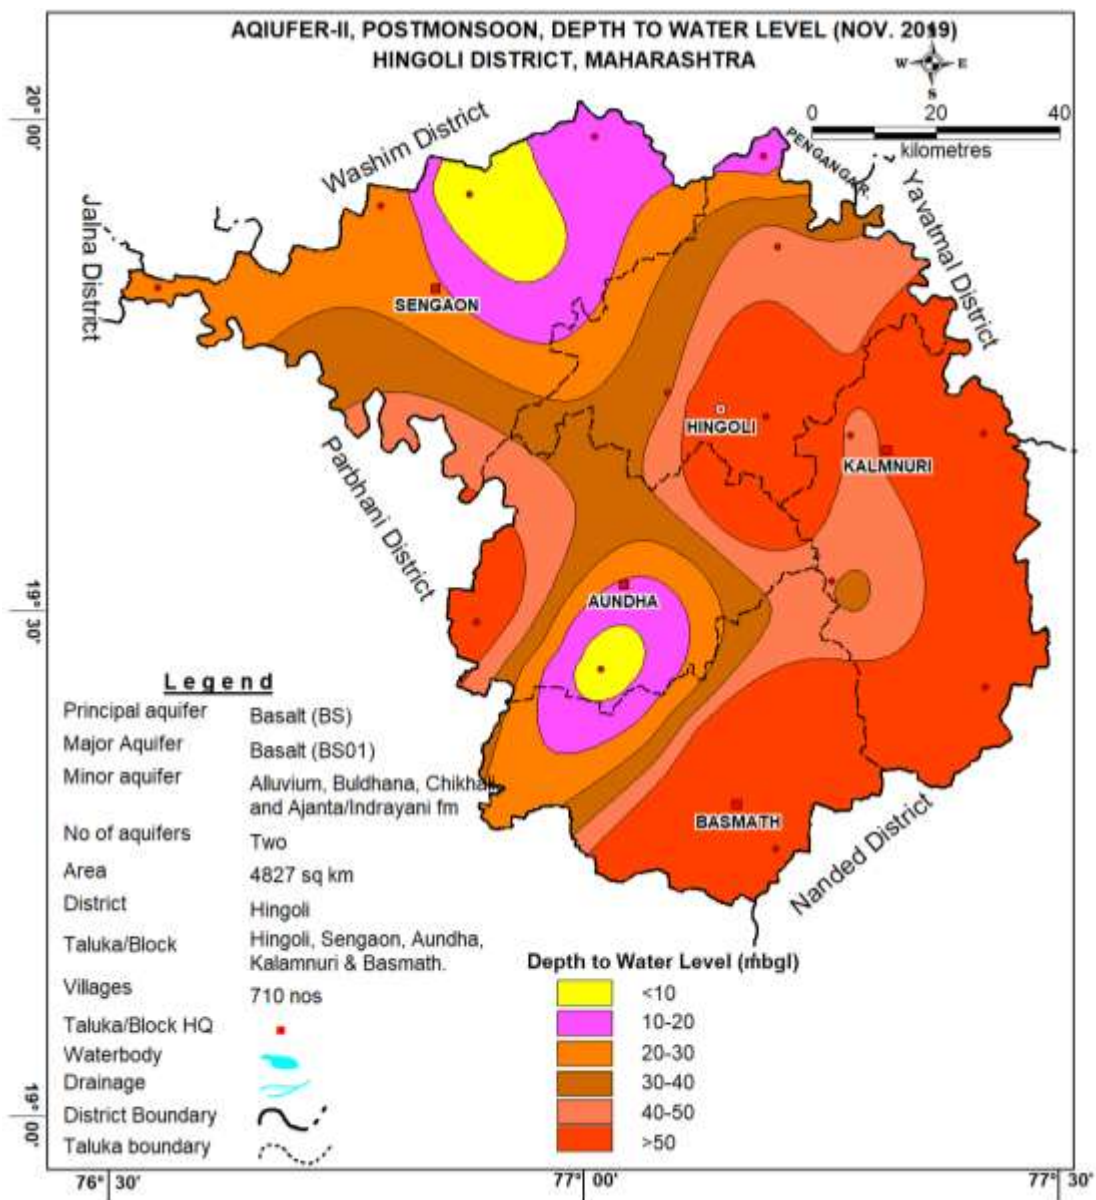 AQIUFER-II, POSTMONSOON, DEPTH TO WATER LEVEL (NOV. 2019)
HINGOLI DISTRICT, MAHARASHTRA
N
W E
S
0 20 40
kilometres
20° 00'
Washim District
PENGANGA R.
Yavatmal District
Jalna District
SENGAON
HINGOLI
KALMNURI
Parbhani District
AUNDHA
19° 30'
BASMATH
Nanded District
Legend
Principal aquifer Basalt (BS)
Major Aquifer Basalt (BS01)
Minor aquifer Alluvium, Buldhana, Chikhali
and Ajanta/Indrayani fm
No of aquifers Two
Area 4827 sq km
District Hingoli
Taluka/Block Hingoli, Sengaon, Aundha,
Kalamnuri & Basmath.
Villages 710 nos
Taluka/Block HQ
Waterbody
Drainage
District Boundary
Taluka boundary
Depth to Water Level (mbgl)
<10
10-20
20-30
30-40
40-50
>50
19° 00'
76° 30' 77° 00' 77° 30'